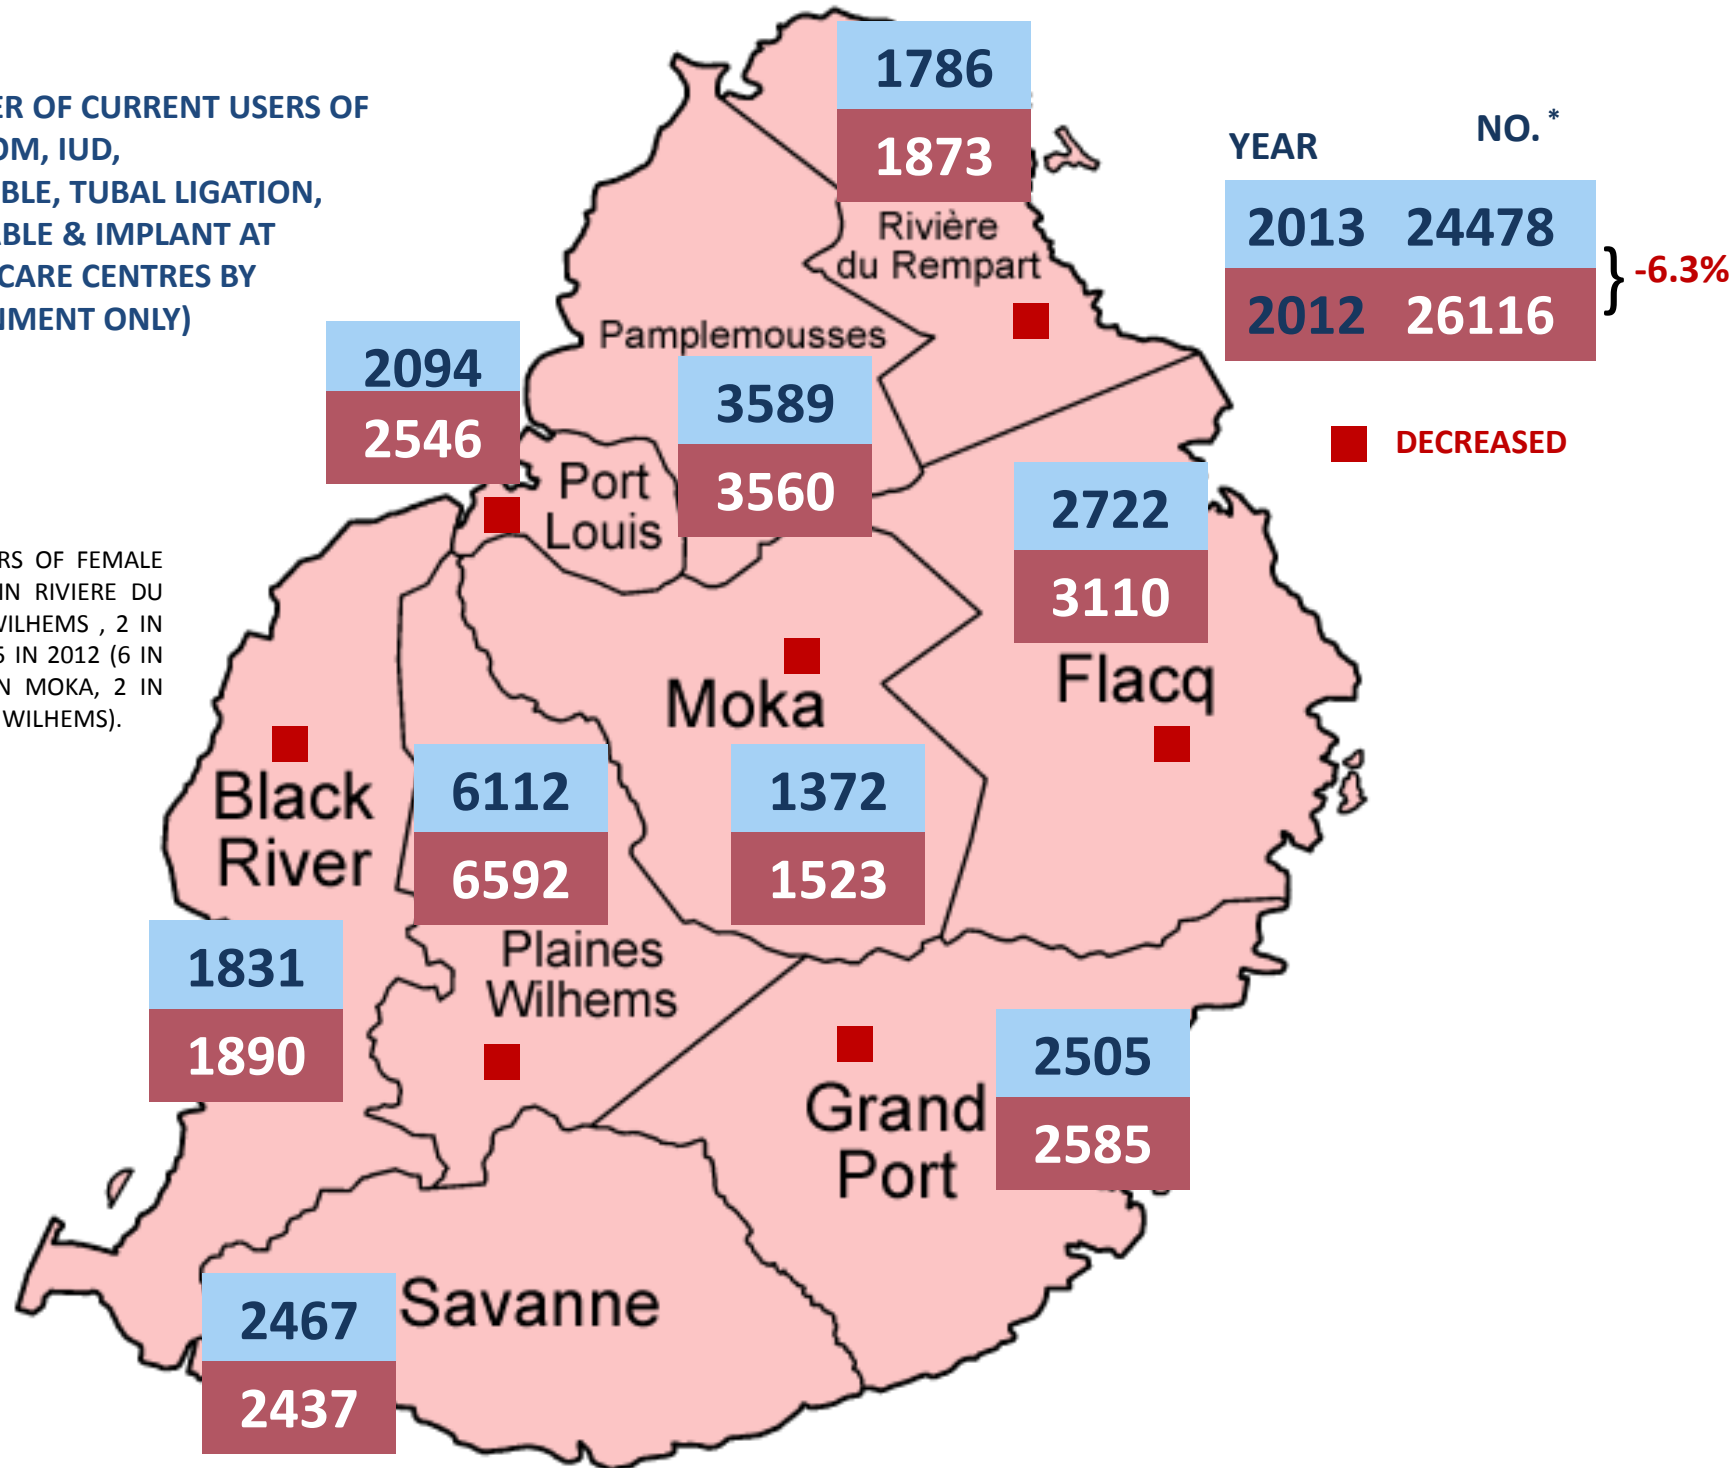 ER OF CURRENT USERS OF
OM, IUD,
BLE, TUBAL LIGATION,
ABLE & IMPLANT AT
CARE CENTRES BY
NMENT ONLY)
1786
1873
Rivière
du Rempart
YEAR NO. *
2013 24478
2012 26116
} -6.3%
DECREASED
Pamplemousses
3589
3560
2094
2546
Port
Louis
2722
3110
Flacq
RS OF FEMALE
IN RIVIERE DU
WILHEMS , 2 IN
5 IN 2012 (6 IN
N MOKA, 2 IN
WILHEMS).
Moka
1372
1523
Black
River
1831
1890
6112
6592
Plaines
Wilhems
Grand
Port
2505
2585
Savanne
2467
2437